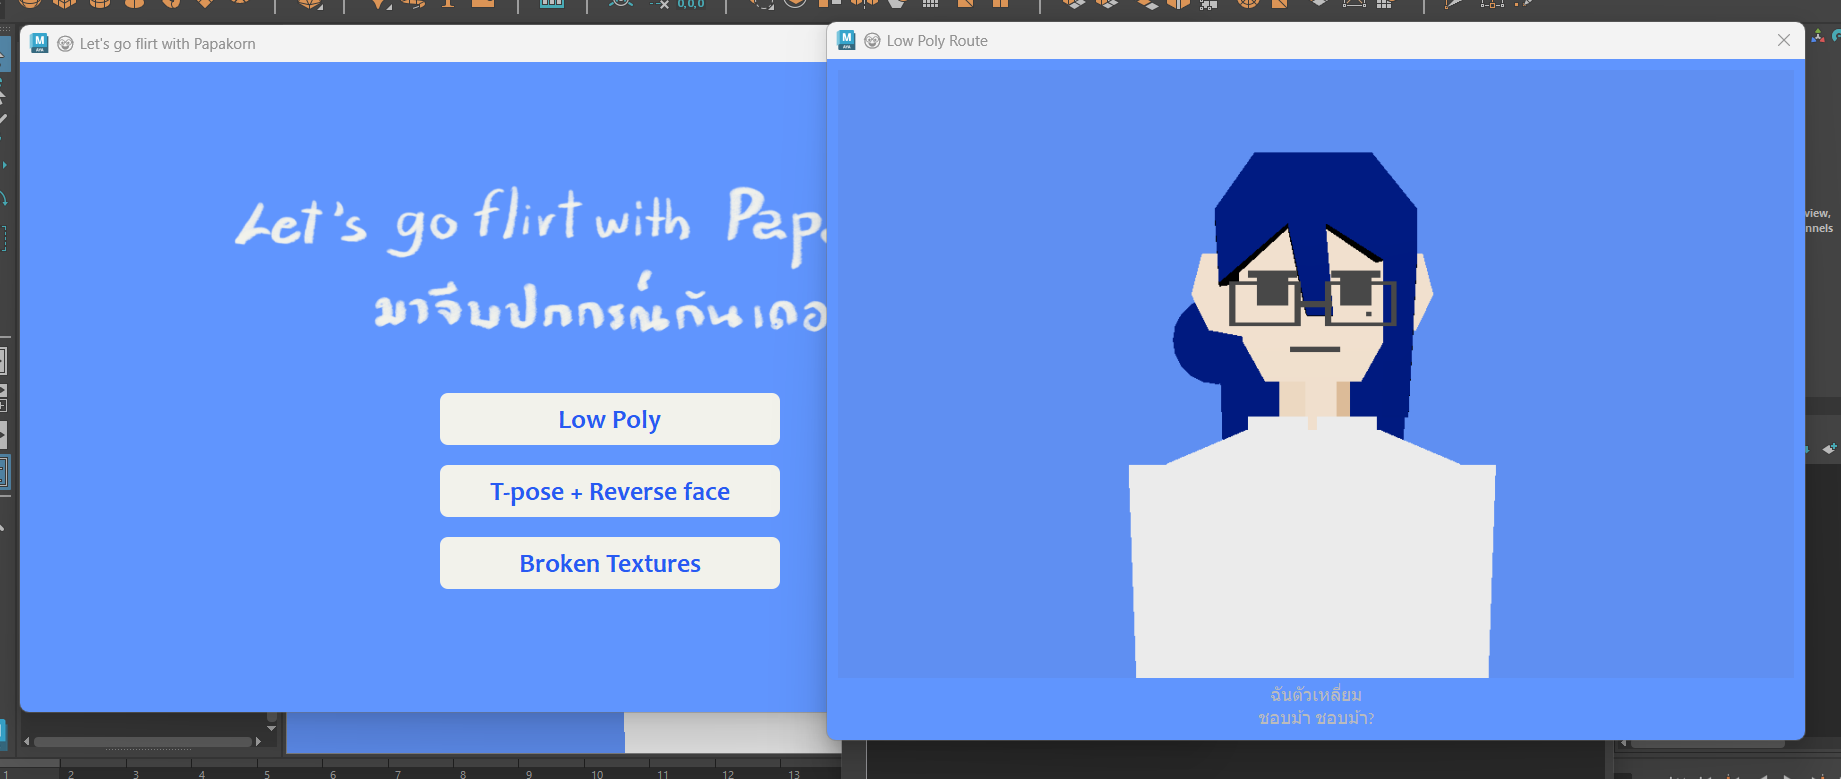 0,0,0
Let's go flirt with Papakorn
Low Poly Route
Let's go flirt with Pap
มาจีบปภกรณ์กันเถอ
Low Poly
T-pose + Reverse face
Broken Textures
ฉันตัวเหลี่ยม
ชอบม้า ชอบม้า?
view,
nnels
1 2 3 4 5 6 7 8 9 10 11 12 13